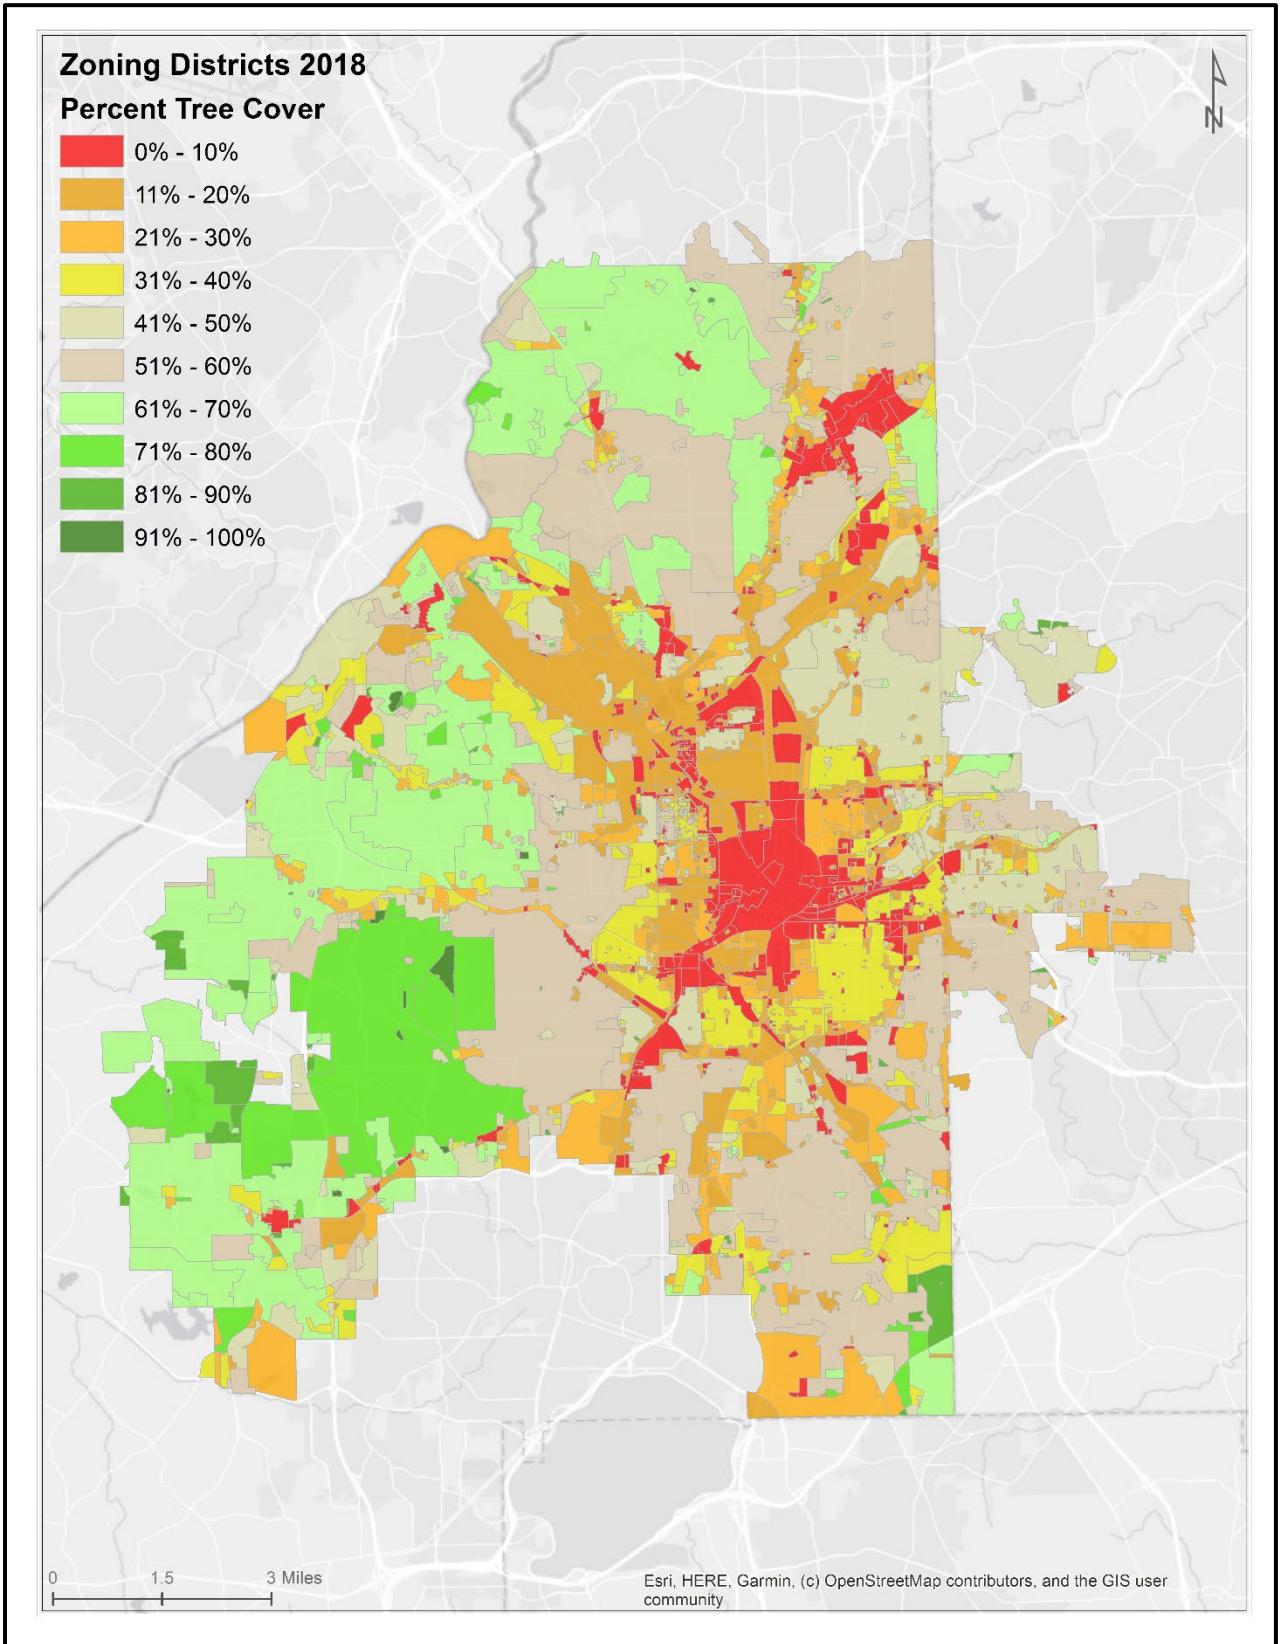 Zoning Districts 2018
Percent Tree Cover
0% - 10%
11% - 20%
21% - 30%
31% - 40%
41% - 50%
51% - 60%
61% - 70%
71% - 80%
81% - 90%
91% - 100%
N
0 1.5 3 Miles
Esri, HERE, Garmin, (c) OpenStreetMap contributors, and the GIS user
community